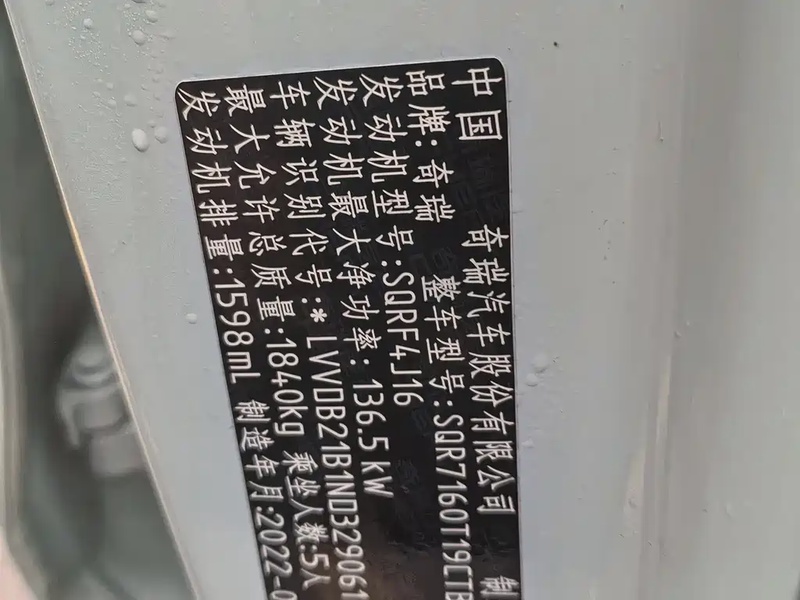 中国 奇瑞汽车股份有限公司 制
品牌:奇瑞 整车型号:SQR7160T19CTB
发动机型号:SQRF4J16
发动机最大净功率:136.5kW
车辆识别代号:*LVVDB21B1ND329061
最大允许总质量:1840kg 乘坐人数:5人
发动机排量:1598mL 制造年月:2022-0